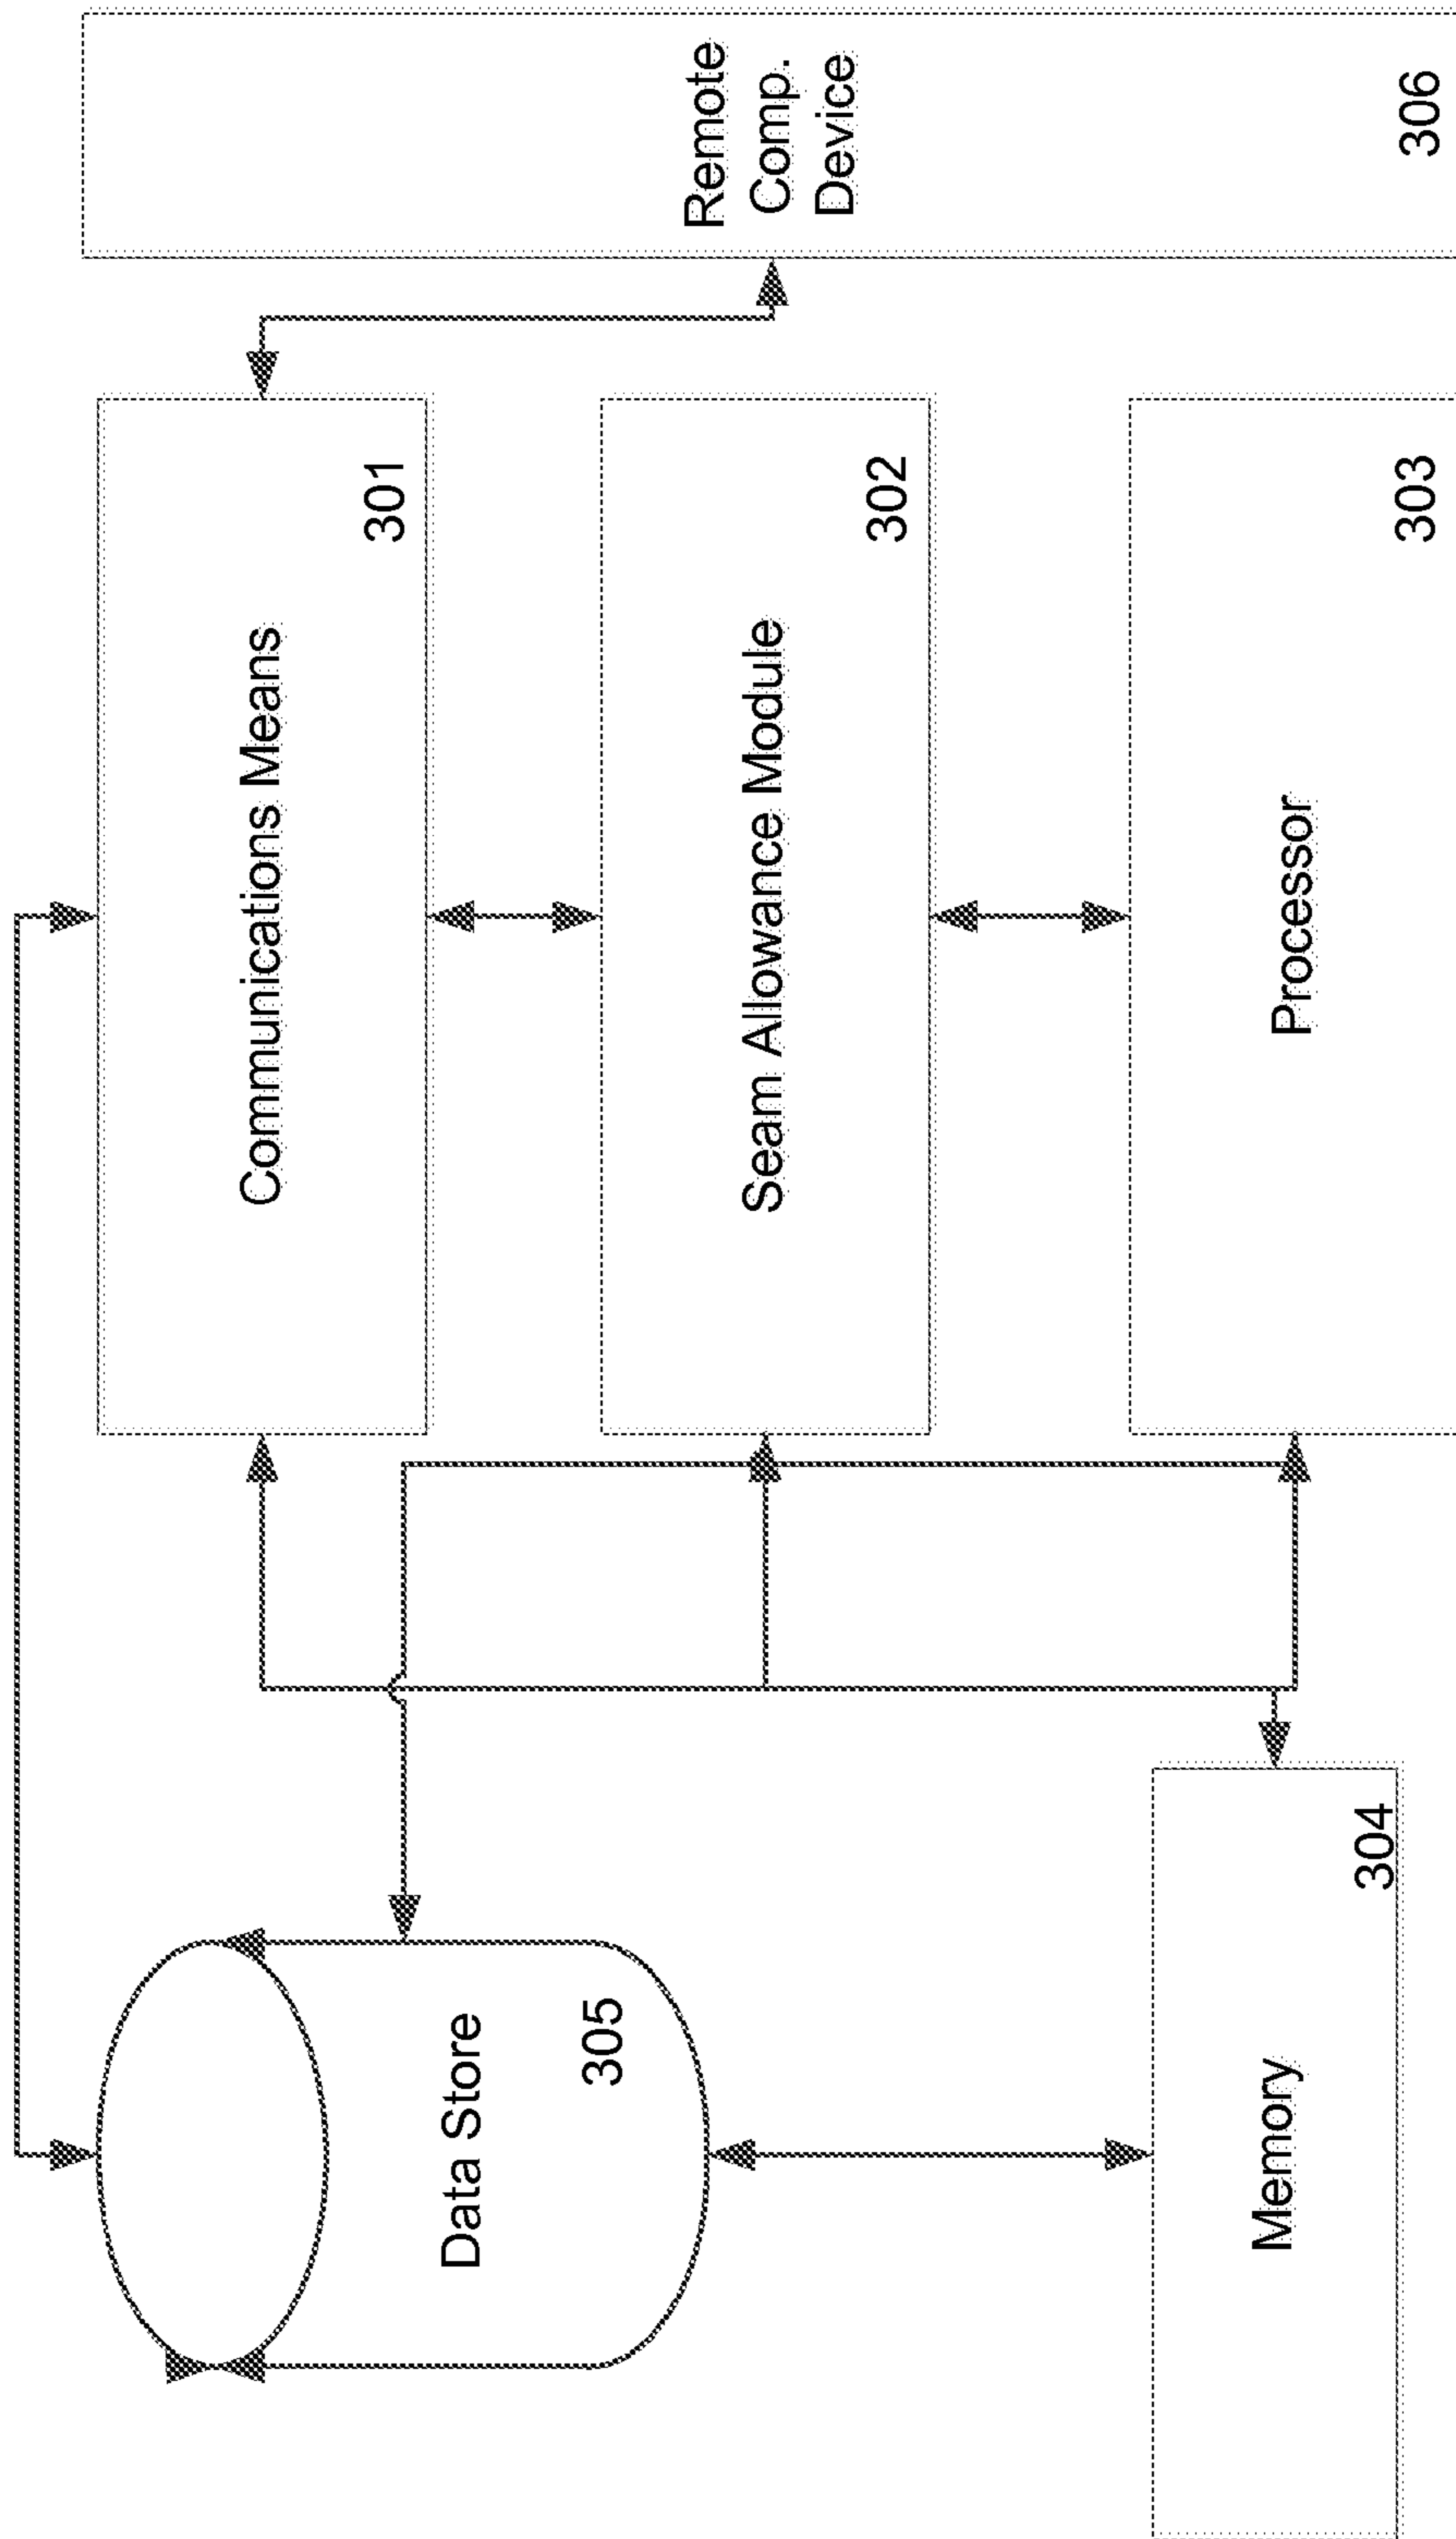 Data Store
305
Memory
304
Communications Means
301
Seam Allowance Module
302
Processor
303
Remote
Comp.
Device
306